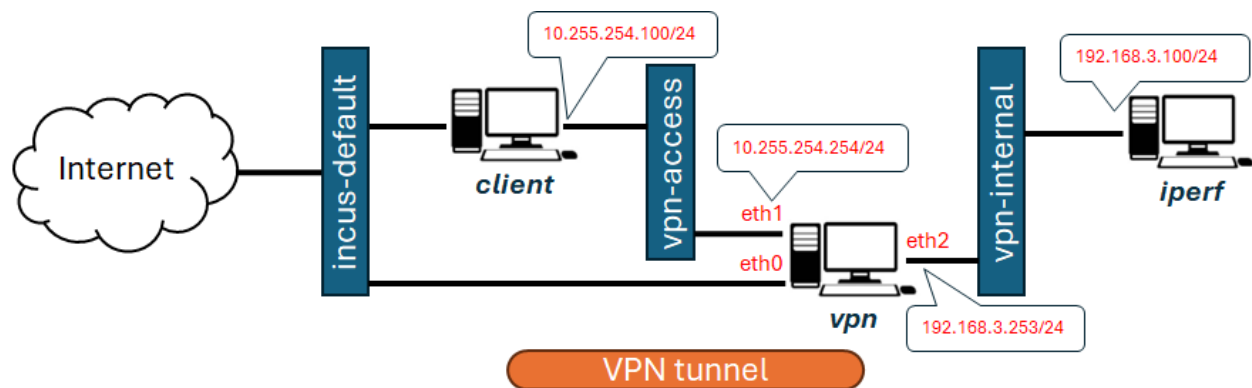 10.255.254.100/24
192.168.3.100/24
incus-default
vpn-access
vpn-internal
Internet
10.255.254.254/24
client
iperf
eth1
eth2
eth0
vpn
192.168.3.253/24
VPN tunnel